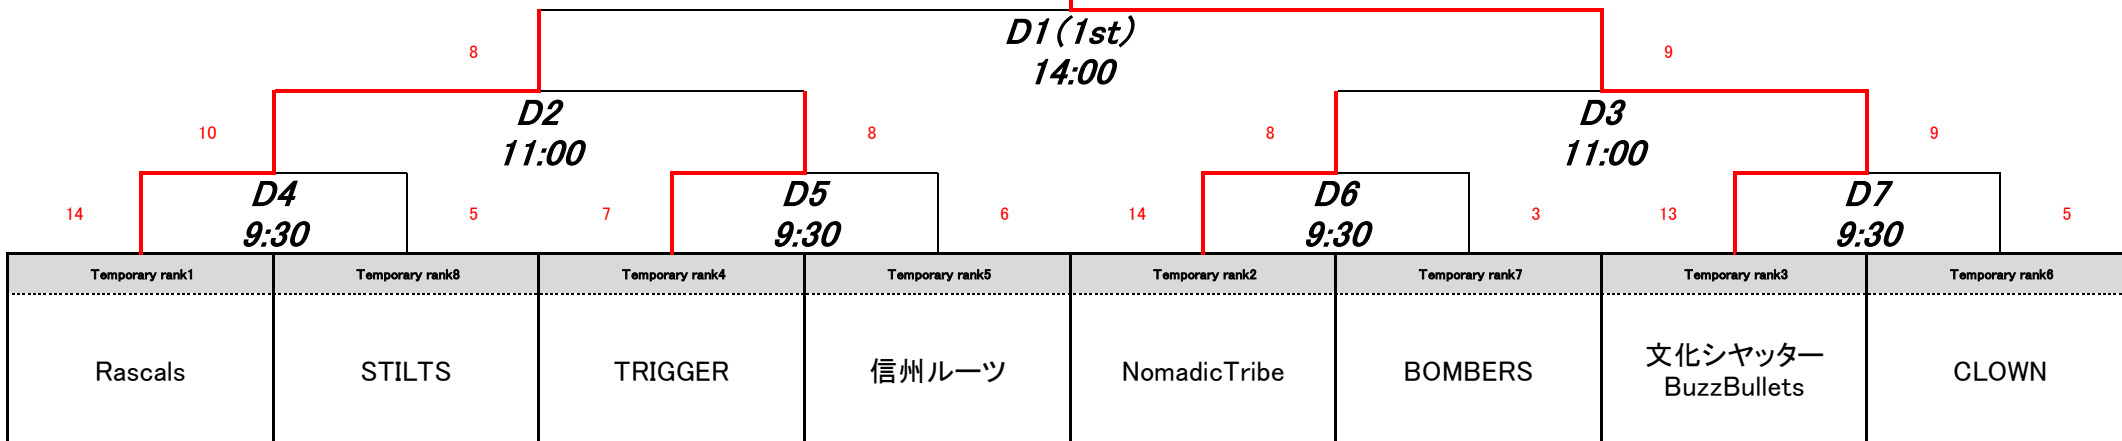 D1(1st)
14:00
8
9
D2
11:00
D3
11:00
10
8
8
9
D4
9:30
D5
9:30
D6
9:30
D7
9:30
14
5
7
6
14
3
13
5
Temporary rank1
Temporary rank8
Temporary rank4
Temporary rank5
Temporary rank2
Temporary rank7
Temporary rank3
Temporary rank6
Rascals
STILTS
TRIGGER
信州ルーツ
NomadicTribe
BOMBERS
文化シヤッター
BuzzBullets
CLOWN